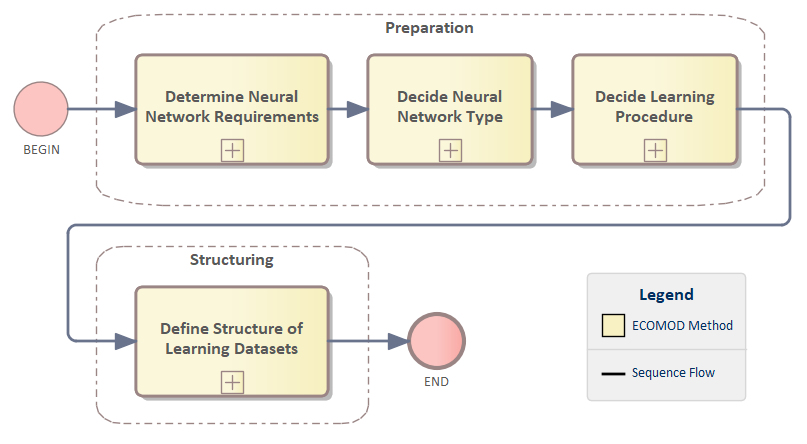 Preparation
Determine Neural
Network Requirements
Decide Neural
Network Type
Decide Learning
Procedure
BEGIN
Structuring
Define Structure of
Learning Datasets
END
Legend
ECOMOD Method
Sequence Flow